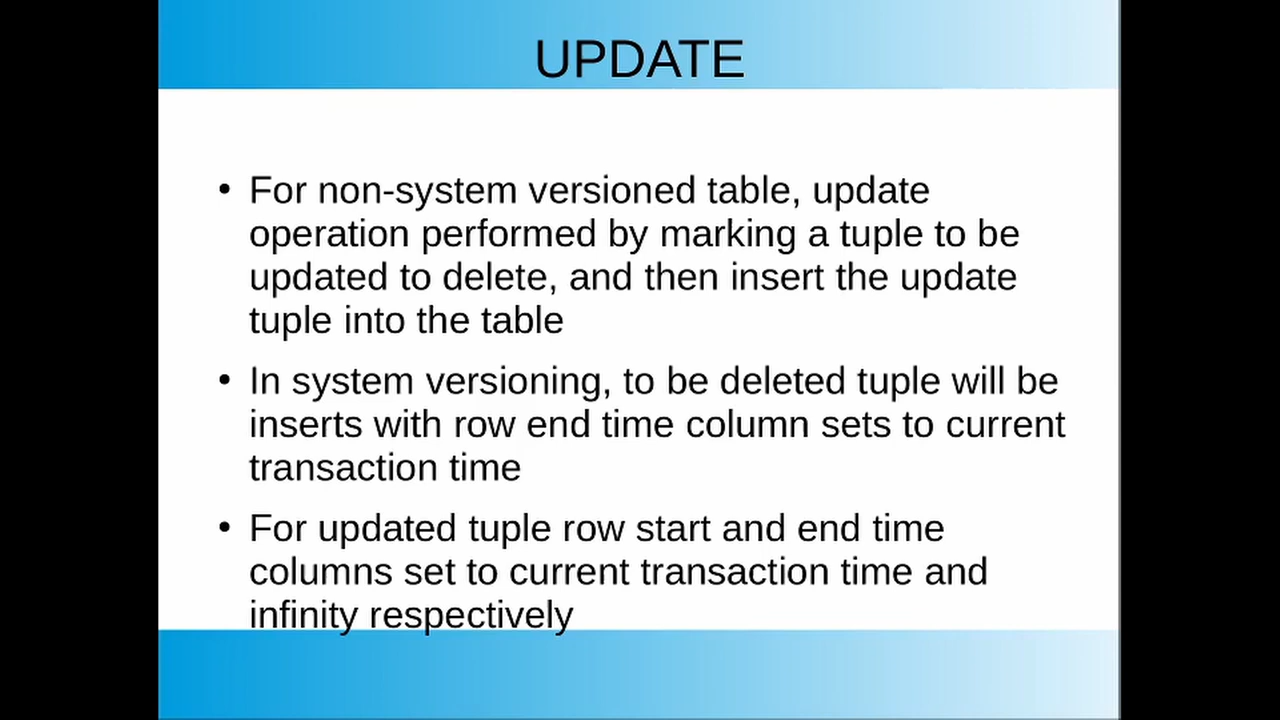 UPDATE
• For non-system versioned table, update
operation performed by marking a tuple to be
updated to delete, and then insert the update
tuple into the table
• In system versioning, to be deleted tuple will be
inserts with row end time column sets to current
transaction time
• For updated tuple row start and end time
columns set to current transaction time and
infinity respectively